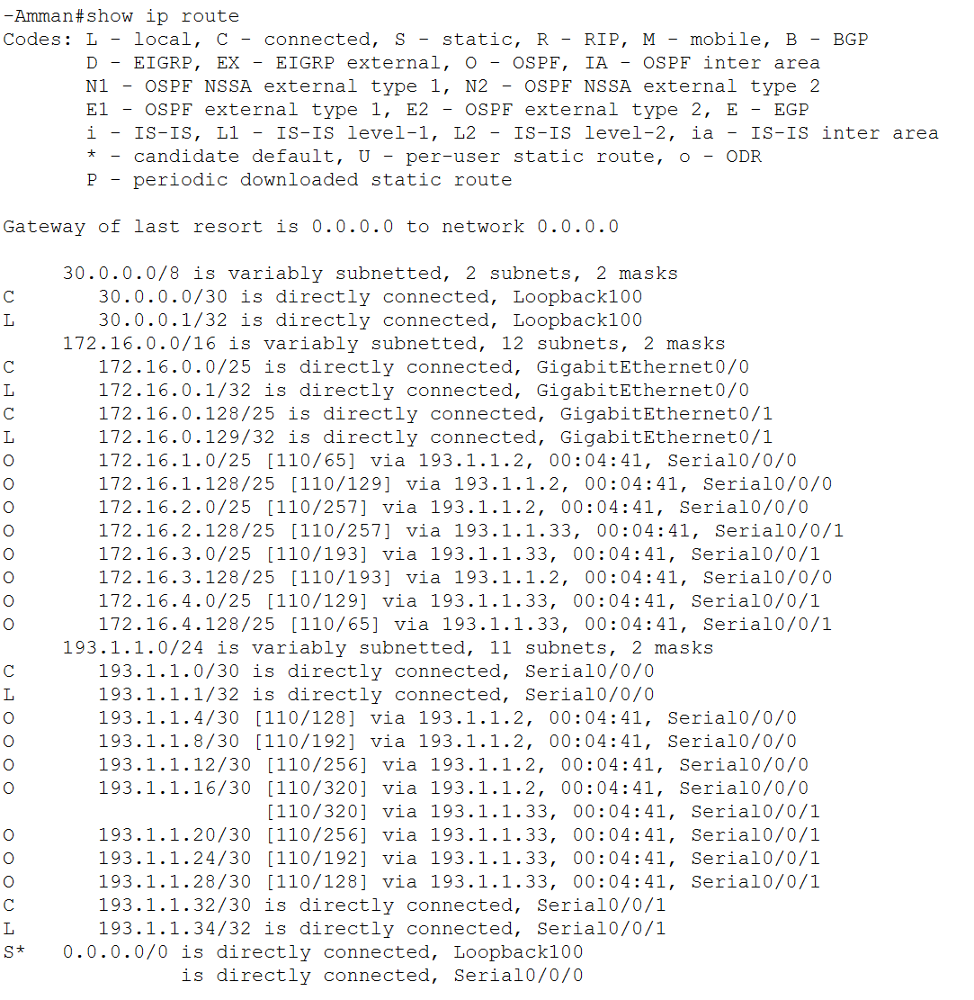 -Amman#show ip route
Codes: L - local, C - connected, S - static, R - RIP, M - mobile, B - BGP
       D - EIGRP, EX - EIGRP external, O - OSPF, IA - OSPF inter area
       N1 - OSPF NSSA external type 1, N2 - OSPF NSSA external type 2
       E1 - OSPF external type 1, E2 - OSPF external type 2, E - EGP
       i - IS-IS, L1 - IS-IS level-1, L2 - IS-IS level-2, ia - IS-IS inter area
       * - candidate default, U - per-user static route, o - ODR
       P - periodic downloaded static route

Gateway of last resort is 0.0.0.0 to network 0.0.0.0

     30.0.0.0/8 is variably subnetted, 2 subnets, 2 masks
C       30.0.0.0/30 is directly connected, Loopback100
L       30.0.0.1/32 is directly connected, Loopback100
     172.16.0.0/16 is variably subnetted, 12 subnets, 2 masks
C       172.16.0.0/25 is directly connected, GigabitEthernet0/0
L       172.16.0.1/32 is directly connected, GigabitEthernet0/0
C       172.16.0.128/25 is directly connected, GigabitEthernet0/1
L       172.16.0.129/32 is directly connected, GigabitEthernet0/1
O       172.16.1.0/25 [110/65] via 193.1.1.2, 00:04:41, Serial0/0/0
O       172.16.1.128/25 [110/129] via 193.1.1.2, 00:04:41, Serial0/0/0
O       172.16.2.0/25 [110/257] via 193.1.1.2, 00:04:41, Serial0/0/0
O       172.16.2.128/25 [110/257] via 193.1.1.33, 00:04:41, Serial0/0/1
O       172.16.3.0/25 [110/193] via 193.1.1.33, 00:04:41, Serial0/0/1
O       172.16.3.128/25 [110/193] via 193.1.1.2, 00:04:41, Serial0/0/0
O       172.16.4.0/25 [110/129] via 193.1.1.33, 00:04:41, Serial0/0/1
O       172.16.4.128/25 [110/65] via 193.1.1.33, 00:04:41, Serial0/0/1
     193.1.1.0/24 is variably subnetted, 11 subnets, 2 masks
C       193.1.1.0/30 is directly connected, Serial0/0/0
L       193.1.1.1/32 is directly connected, Serial0/0/0
O       193.1.1.4/30 [110/128] via 193.1.1.2, 00:04:41, Serial0/0/0
O       193.1.1.8/30 [110/192] via 193.1.1.2, 00:04:41, Serial0/0/0
O       193.1.1.12/30 [110/256] via 193.1.1.2, 00:04:41, Serial0/0/0
O       193.1.1.16/30 [110/320] via 193.1.1.2, 00:04:41, Serial0/0/0
                      [110/320] via 193.1.1.33, 00:04:41, Serial0/0/1
O       193.1.1.20/30 [110/256] via 193.1.1.33, 00:04:41, Serial0/0/1
O       193.1.1.24/30 [110/192] via 193.1.1.33, 00:04:41, Serial0/0/1
O       193.1.1.28/30 [110/128] via 193.1.1.33, 00:04:41, Serial0/0/1
C       193.1.1.32/30 is directly connected, Serial0/0/1
L       193.1.1.34/32 is directly connected, Serial0/0/1
S*   0.0.0.0/0 is directly connected, Loopback100
               is directly connected, Serial0/0/0